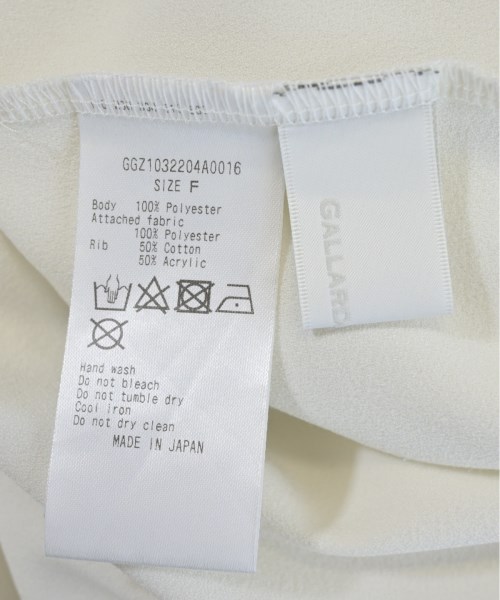 GGZ1032204A0016
SIZE F
Body 100% Polyester
Attached fabric
100% Polyester
Rib 50% Cotton
50% Acrylic
Hand wash
Do not bleach
Do not tumble dry
Cool iron
Do not dry clean
MADE IN JAPAN
GALLARD